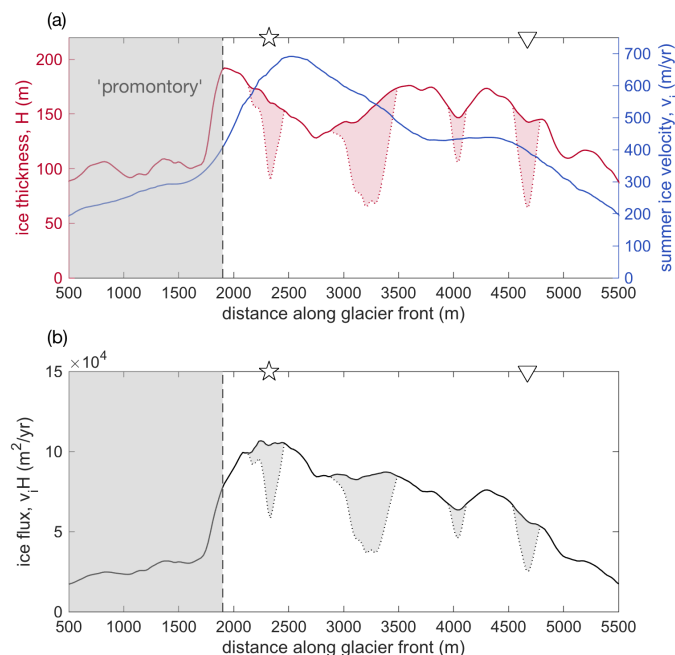 (a)
200
150
100
50
0
ice thickness, H (m)
'promontory'
700
600
500
400
300
200
100
0
summer ice velocity, vᵢ (m/yr)
500 1000 1500 2000 2500 3000 3500 4000 4500 5000 5500
distance along glacier front (m)
(b)
× 10⁴
15
10
5
0
ice flux, vᵢH (m²/yr)
500 1000 1500 2000 2500 3000 3500 4000 4500 5000 5500
distance along glacier front (m)